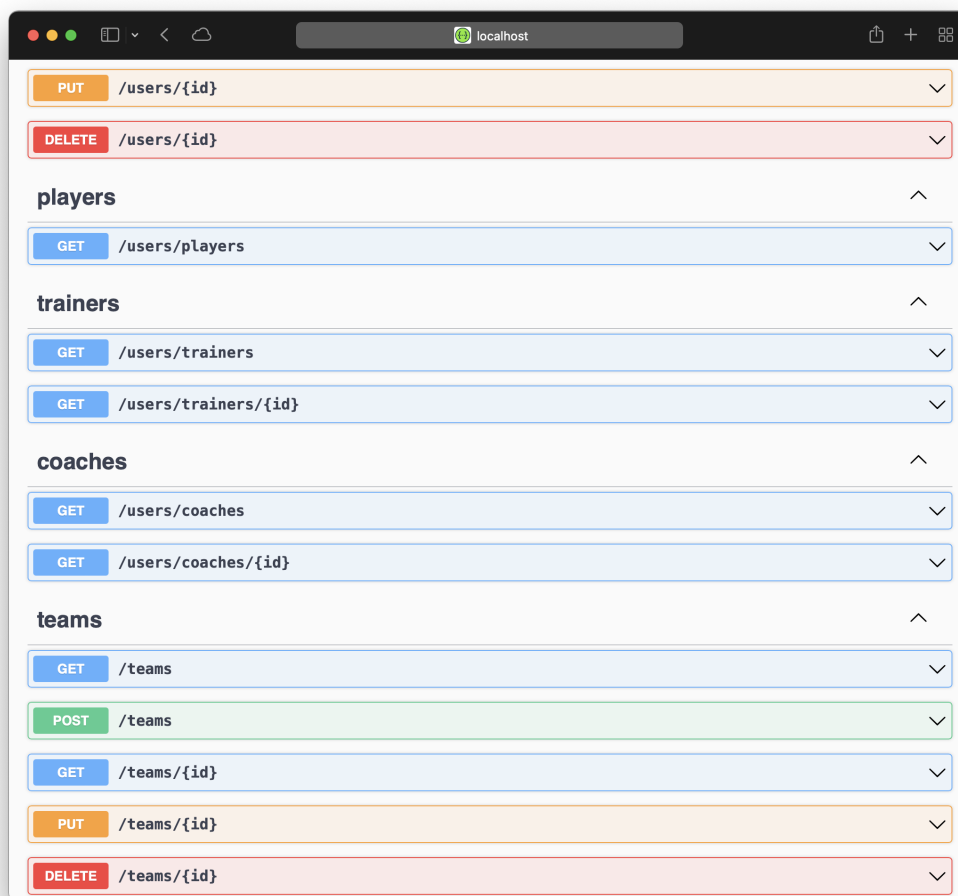 localhost
PUT /users/{id}
DELETE /users/{id}
players
GET /users/players
trainers
GET /users/trainers
GET /users/trainers/{id}
coaches
GET /users/coaches
GET /users/coaches/{id}
teams
GET /teams
POST /teams
GET /teams/{id}
PUT /teams/{id}
DELETE /teams/{id}